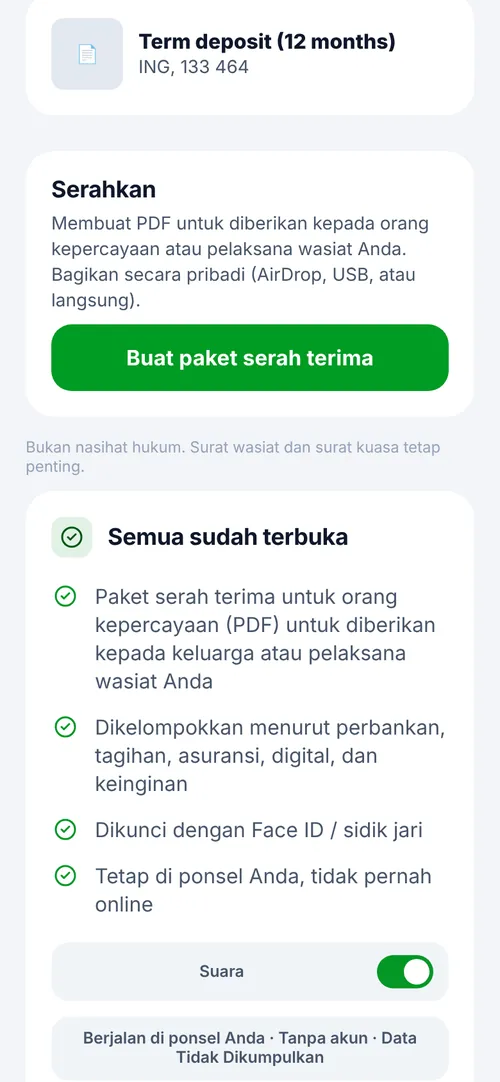 Term deposit (12 months)
ING, 133 464
Serahkan
Membuat PDF untuk diberikan kepada orang
kepercayaan atau pelaksana wasiat Anda.
Bagikan secara pribadi (AirDrop, USB, atau
langsung).
Buat paket serah terima
Bukan nasihat hukum. Surat wasiat dan surat kuasa tetap
penting.
Semua sudah terbuka
Paket serah terima untuk orang
kepercayaan (PDF) untuk diberikan
kepada keluarga atau pelaksana
wasiat Anda
Dikelompokkan menurut perbankan,
tagihan, asuransi, digital, dan
keinginan
Dikunci dengan Face ID / sidik jari
Tetap di ponsel Anda, tidak pernah
online
Suara
Berjalan di ponsel Anda · Tanpa akun · Data
Tidak Dikumpulkan